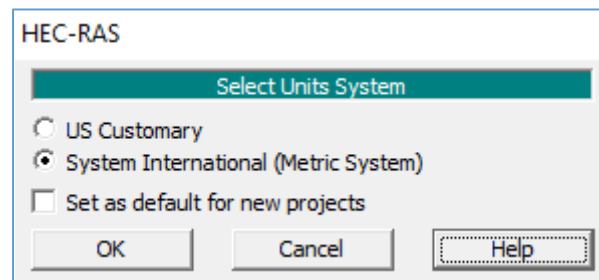 HEC-RAS
Select Units System
US Customary
System International (Metric System)
Set as default for new projects
OK Cancel Help